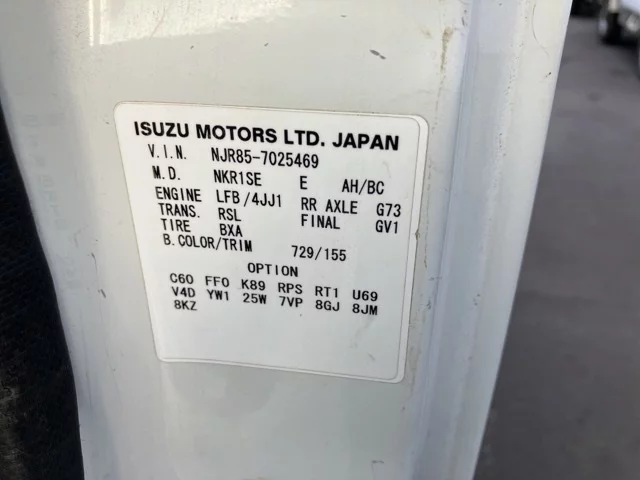 ISUZU MOTORS LTD. JAPAN
V.I.N. NJR85-7025469
M.D. NKR1SE E AH/BC
ENGINE LFB/4JJ1 RR AXLE G73
TRANS. RSL FINAL GV1
TIRE BXA
B.COLOR/TRIM 729/155
OPTION
C60 FF0 K89 RPS RT1 U69
V4D YW1 25W 7VP 8GJ 8JM
8KZ